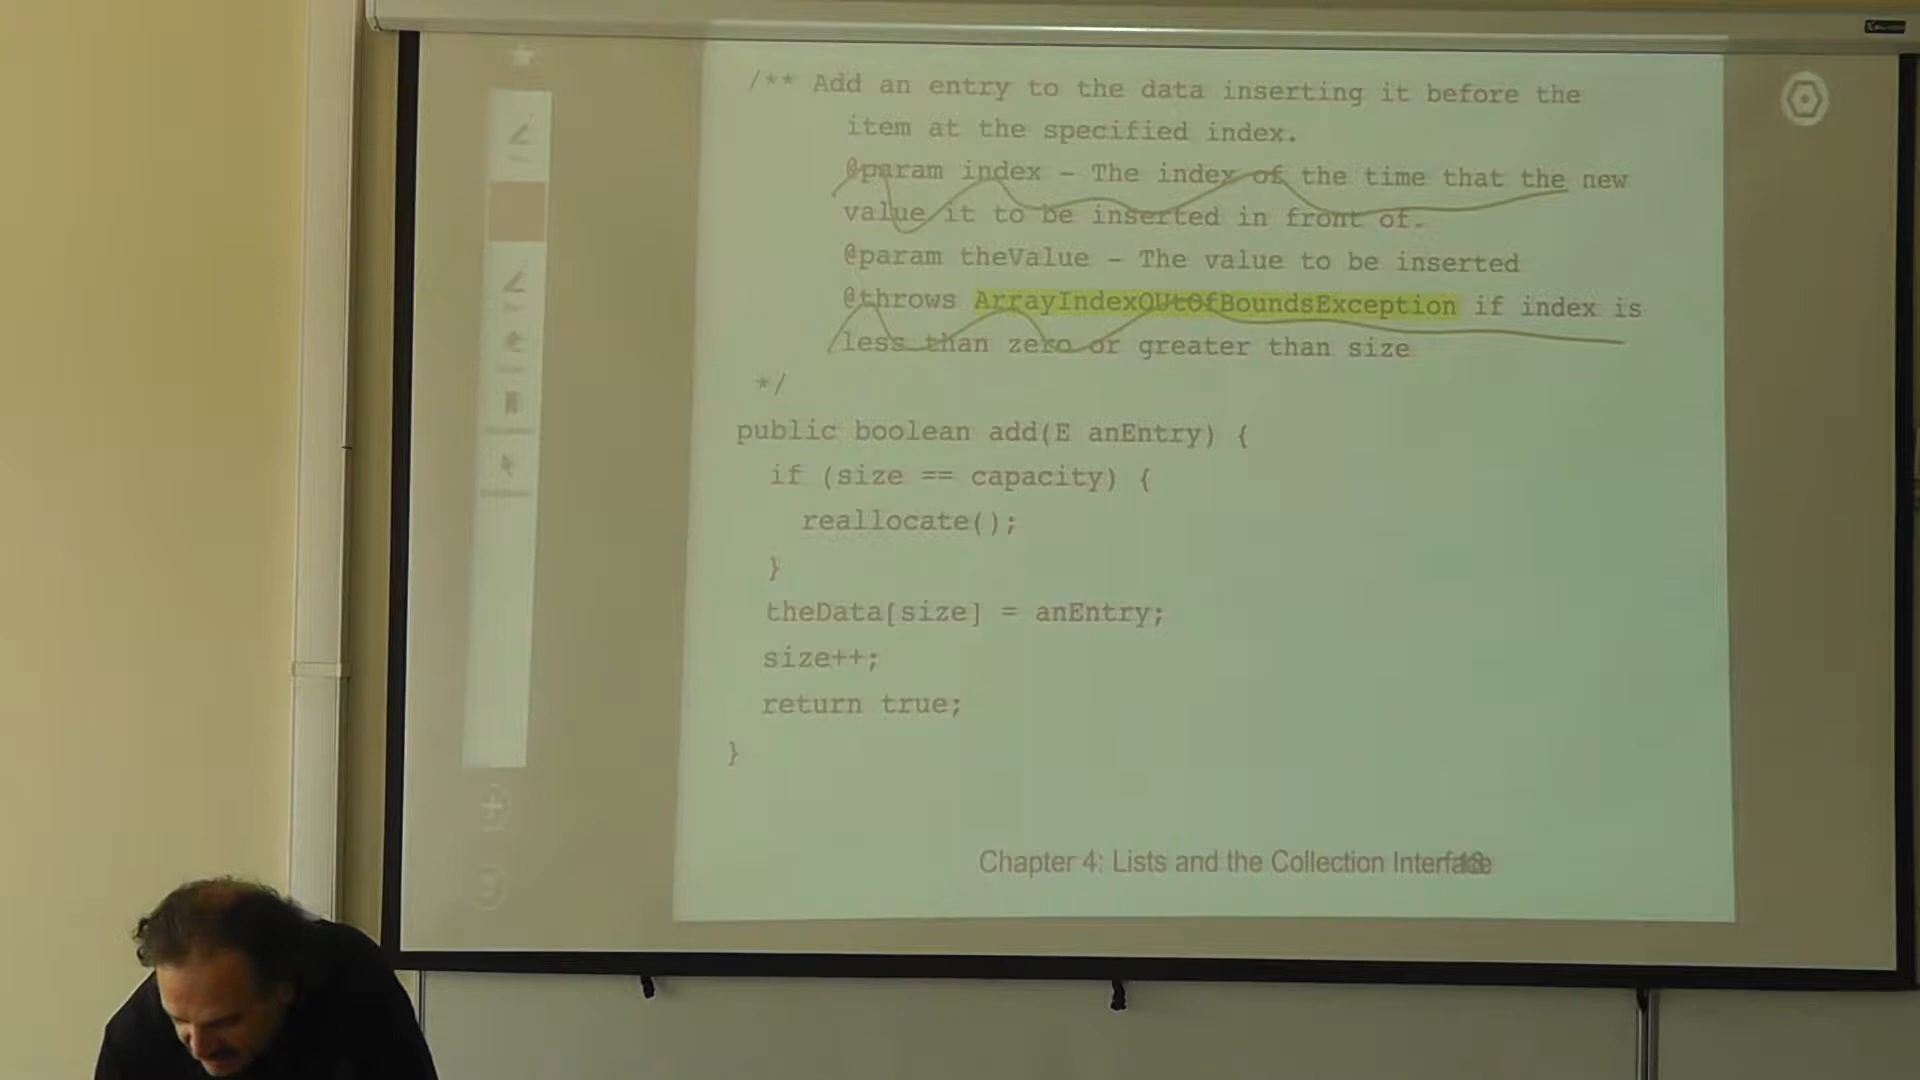 /** Add an entry to the data inserting it before the
item at the specified index.
@param index – The index of the time that the new
value it to be inserted in front of.
@param theValue – The value to be inserted
@throws ArrayIndexOUtOfBoundsException if index is
less than zero or greater than size
*/
public boolean add(E anEntry) {
if (size == capacity) {
reallocate();
}
theData[size] = anEntry;
size++;
return true;
}
Chapter 4: Lists and the Collection Interface